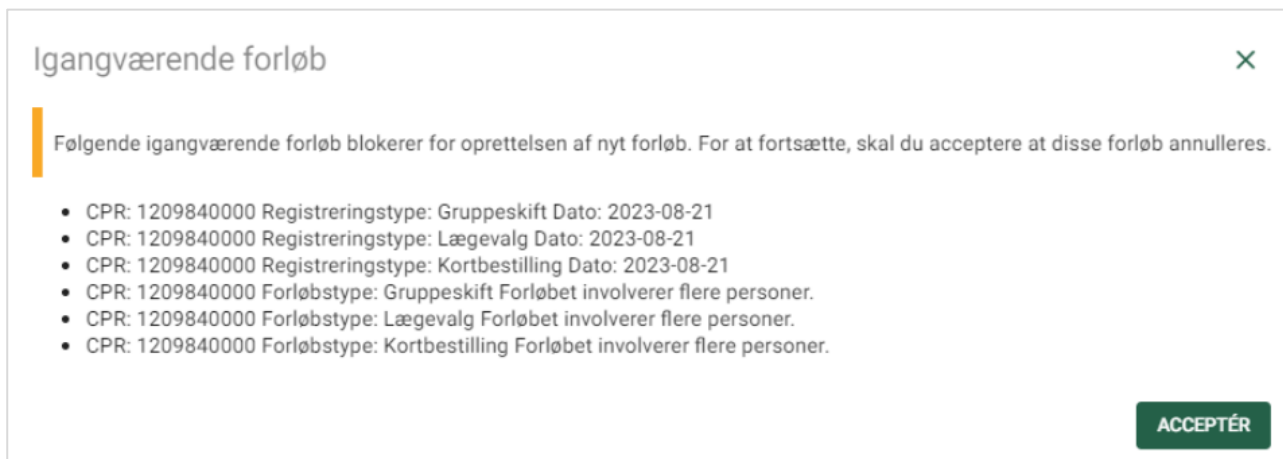 Igangværende forløb
Følgende igangværende forløb blokerer for oprettelsen af nyt forløb. For at fortsætte, skal du acceptere at disse forløb annulleres.
• CPR: 1209840000 Registreringstype: Gruppeskift Dato: 2023-08-21
• CPR: 1209840000 Registreringstype: Lægevalg Dato: 2023-08-21
• CPR: 1209840000 Registreringstype: Kortbestilling Dato: 2023-08-21
• CPR: 1209840000 Forløbstype: Gruppeskift Forløbet involverer flere personer.
• CPR: 1209840000 Forløbstype: Lægevalg Forløbet involverer flere personer.
• CPR: 1209840000 Forløbstype: Kortbestilling Forløbet involverer flere personer.
ACCEPTÉR